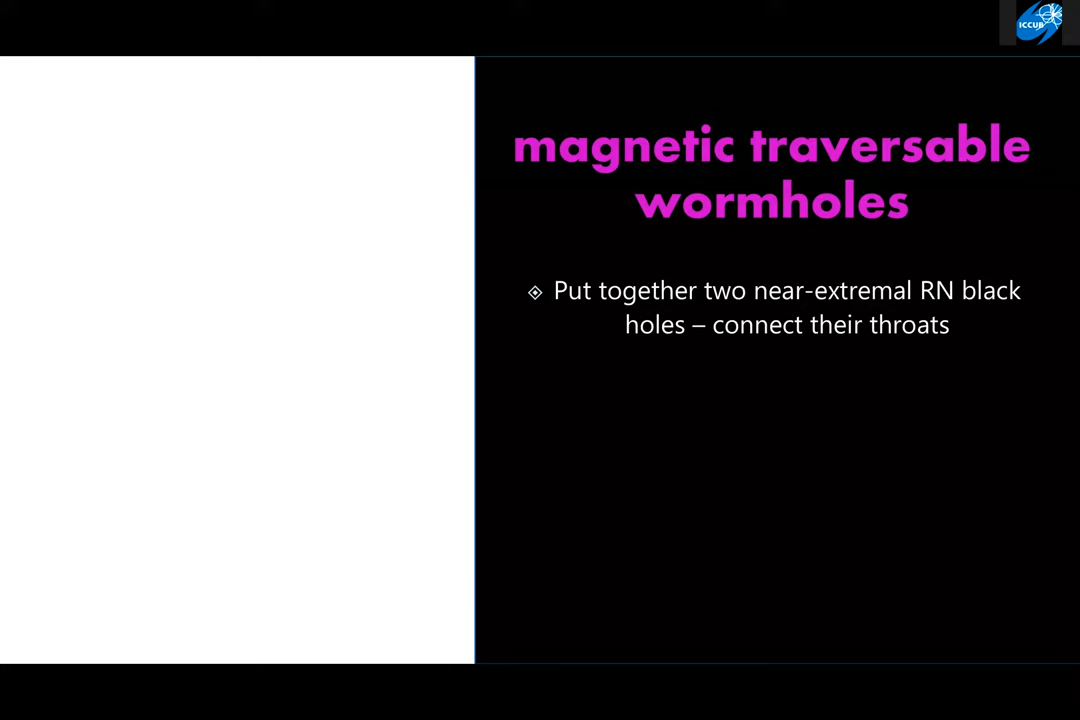 ICCUB
magnetic traversable
wormholes
Put together two near-extremal RN black
holes – connect their throats